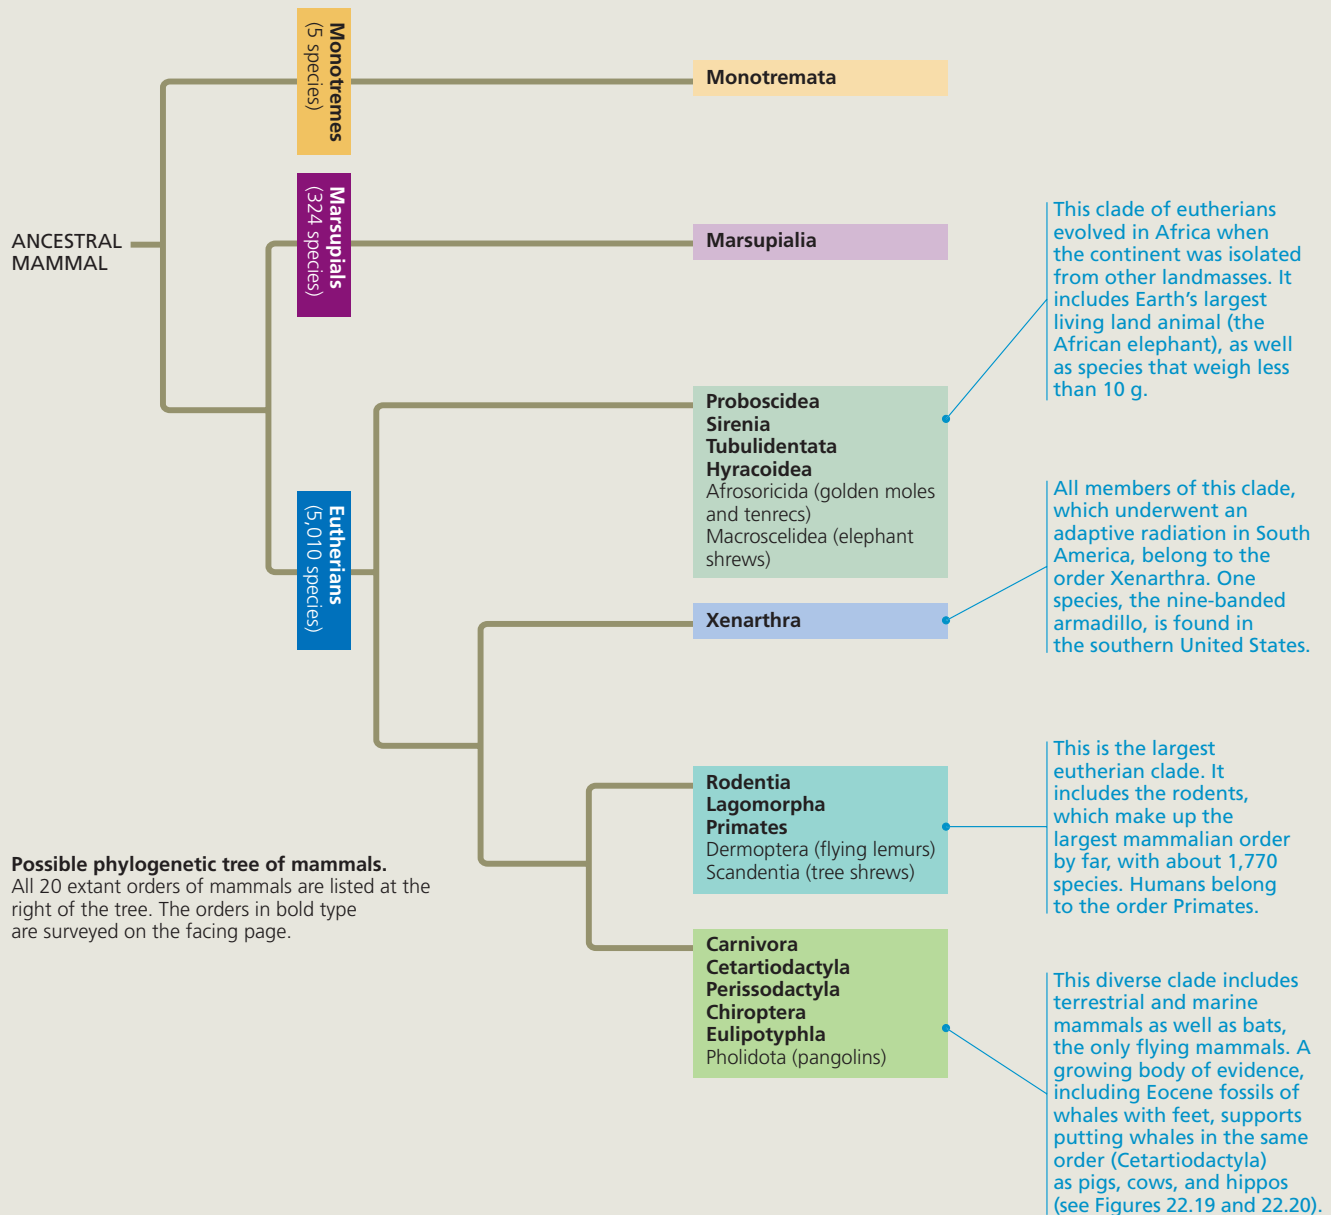 Monotremes
(5 species)
Monotremata
Marsupials
(324 species)
Marsupialia
ANCESTRAL
MAMMAL
This clade of eutherians
evolved in Africa when
the continent was isolated
from other landmasses. It
includes Earth’s largest
living land animal (the
African elephant), as well
as species that weigh less
than 10 g.
Eutherians
(5,010 species)
Proboscidea
Sirenia
Tubulidentata
Hyracoidea
Afrosoricida (golden moles
and tenrecs)
Macroscelidea (elephant
shrews)
All members of this clade,
which underwent an
adaptive radiation in South
America, belong to the
order Xenarthra. One
species, the nine-banded
armadillo, is found in
the southern United States.
Xenarthra
Rodentia
Lagomorpha
Primates
Dermoptera (flying lemurs)
Scandentia (tree shrews)
This is the largest
eutherian clade. It
includes the rodents,
which make up the
largest mammalian order
by far, with about 1,770
species. Humans belong
to the order Primates.
Possible phylogenetic tree of mammals.
All 20 extant orders of mammals are listed at the
right of the tree. The orders in bold type
are surveyed on the facing page.
Carnivora
Cetartiodactyla
Perissodactyla
Chiroptera
Eulipotyphla
Pholidota (pangolins)
This diverse clade includes
terrestrial and marine
mammals as well as bats,
the only flying mammals. A
growing body of evidence,
including Eocene fossils of
whales with feet, supports
putting whales in the same
order (Cetartiodactyla)
as pigs, cows, and hippos
(see Figures 22.19 and 22.20).